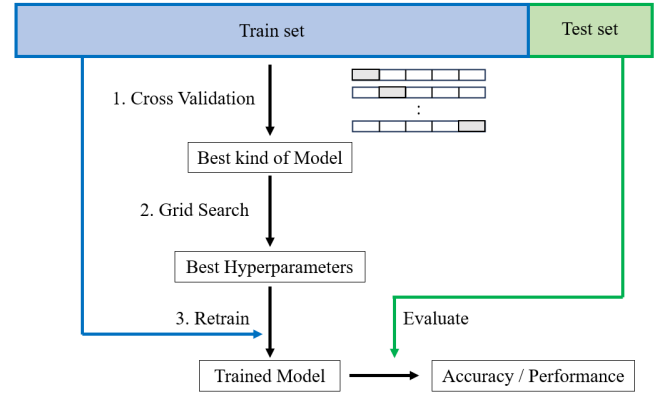 Train set
Test set
1. Cross Validation
:
Best kind of Model
2. Grid Search
Best Hyperparameters
3. Retrain
Evaluate
Trained Model
Accuracy / Performance